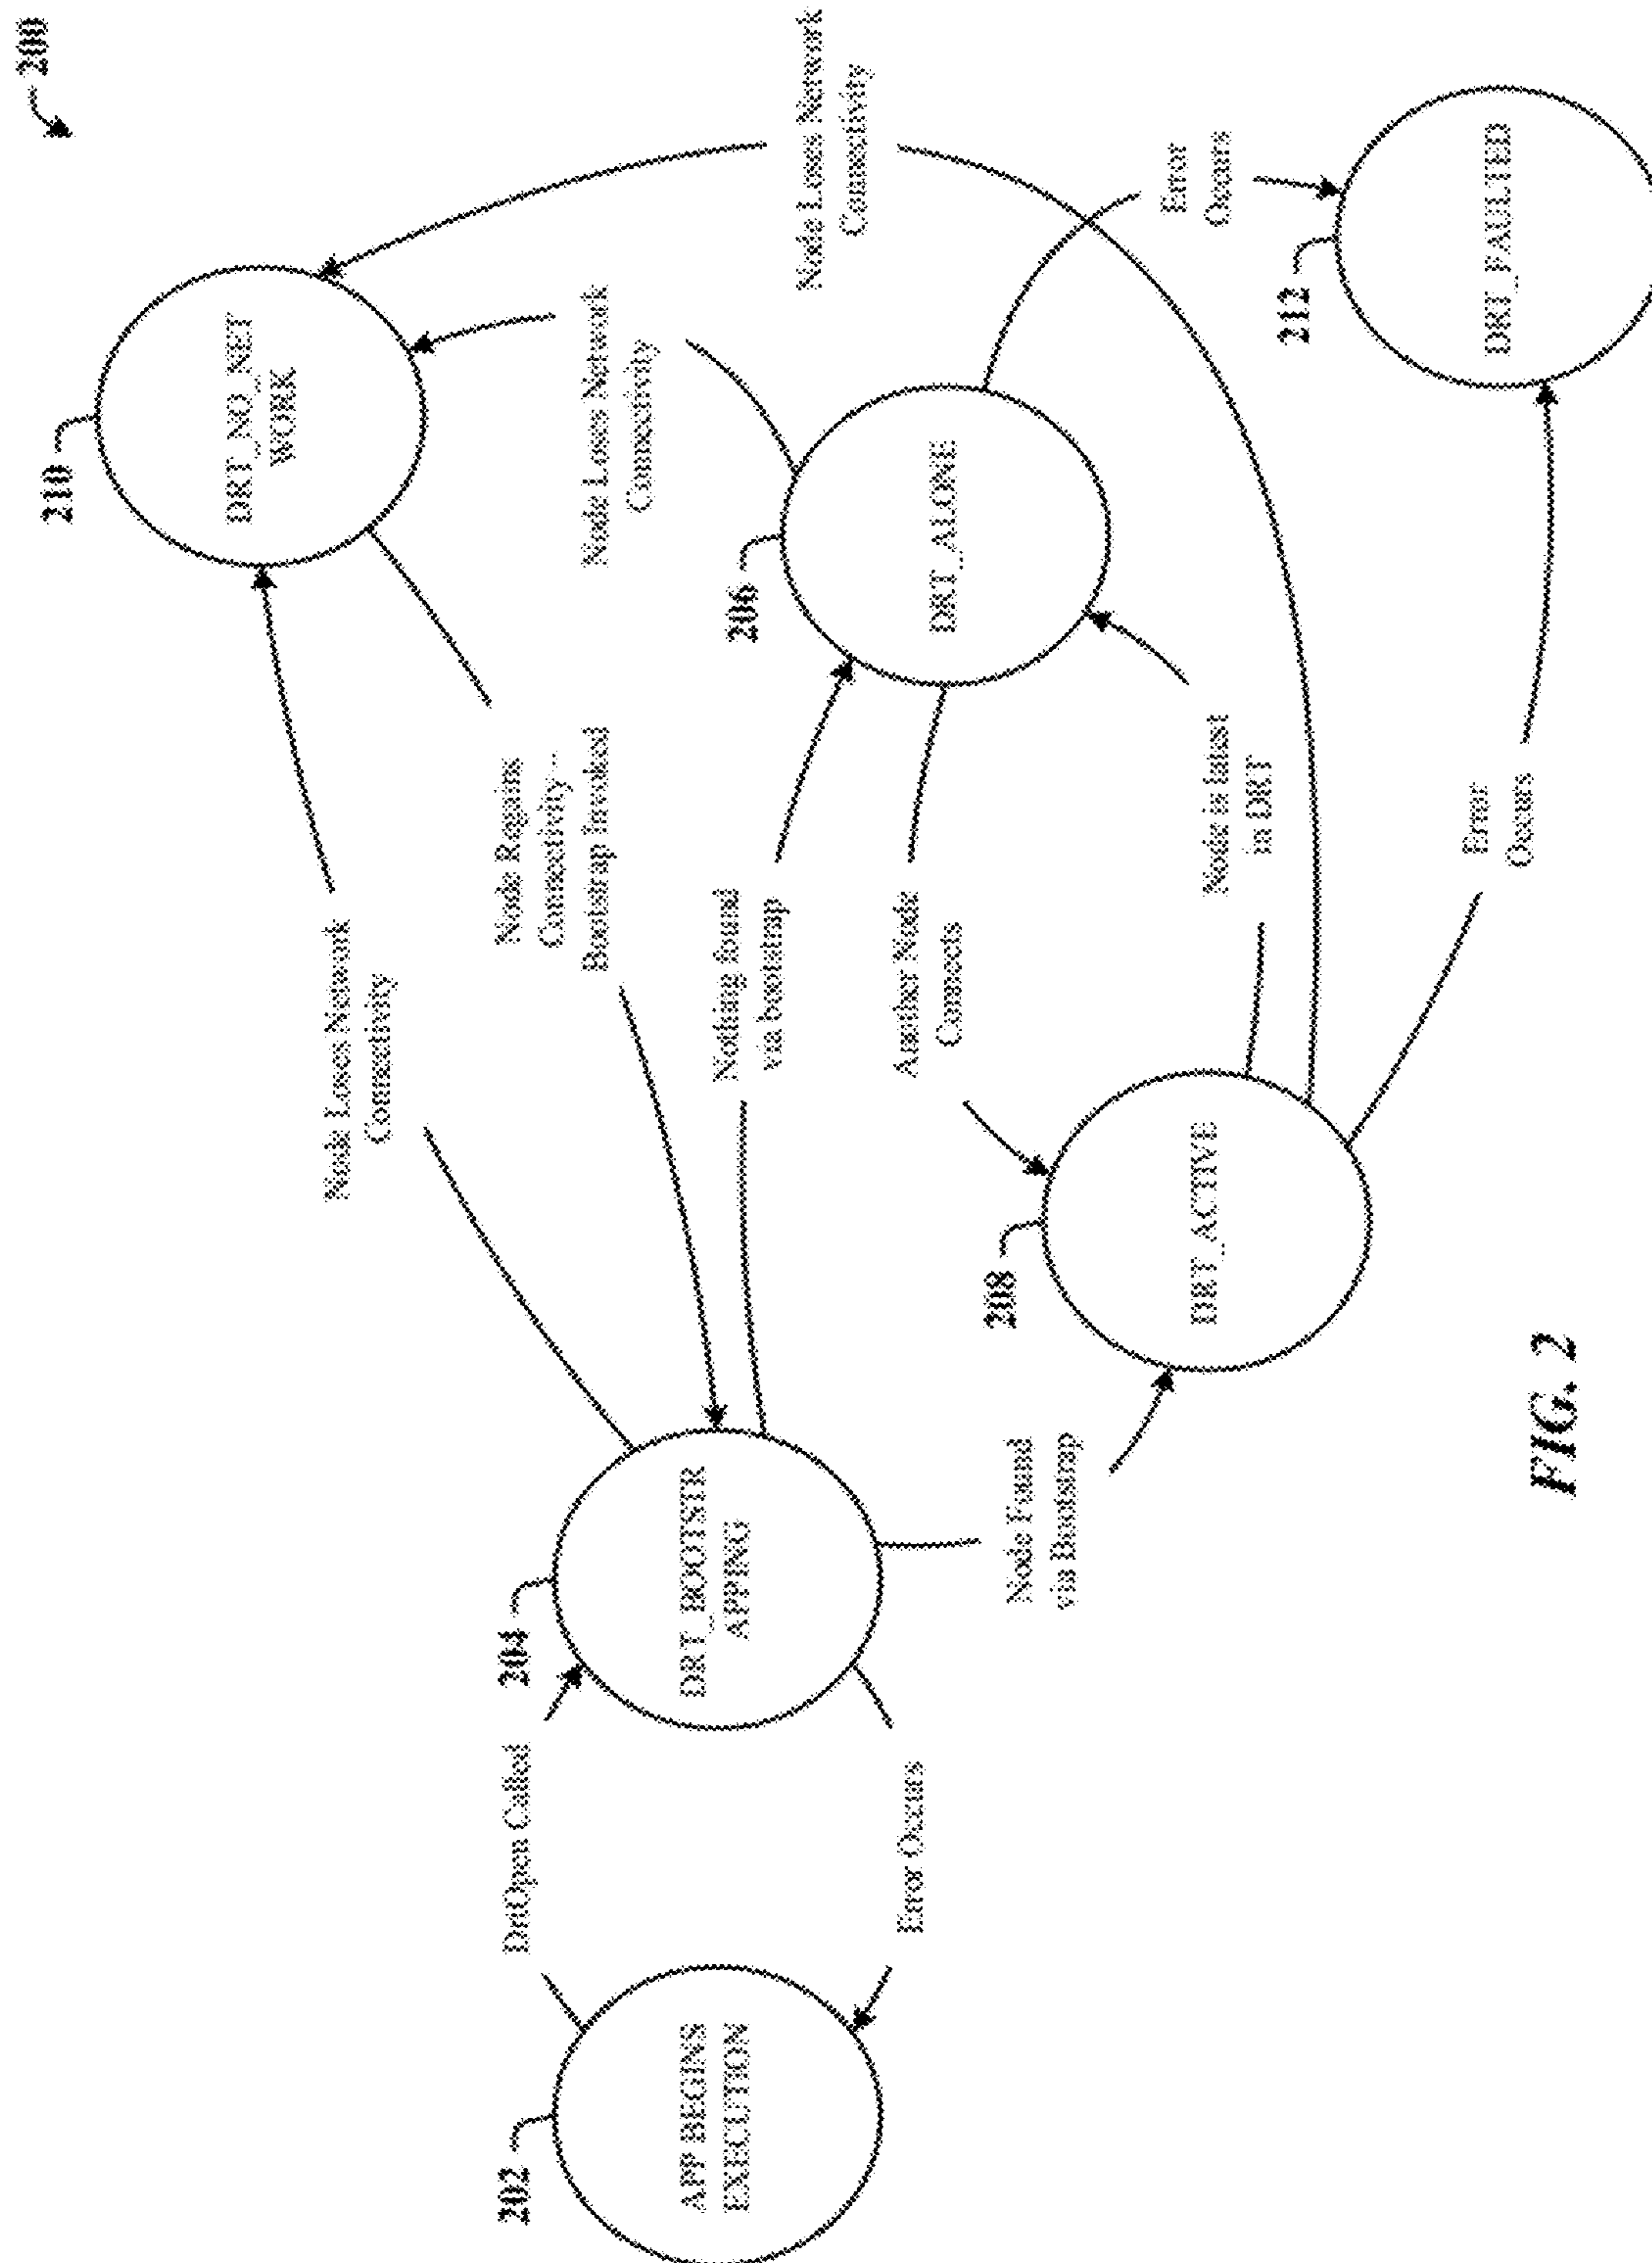 200
210
DRT_NO_NET
WORK
Node Loses Network
Connectivity
Node Regains
Connectivity –
Bootstrap Invoked
Node Loses Network
Connectivity
Node Loses Network
Connectivity
202
APP BEGINS
EXECUTION
DrtOpen Called
Error Occurs
204
DRT_BOOTSTR
APPING
Nothing found
via bootstrap
206
DRT_ALONE
Another Node
Connects
Node Found
via Bootstrap
208
DRT_ACTIVE
Node is latest
in DRT
Error
Occurs
Error
Occurs
212
DRT_FAULTED
FIG. 2